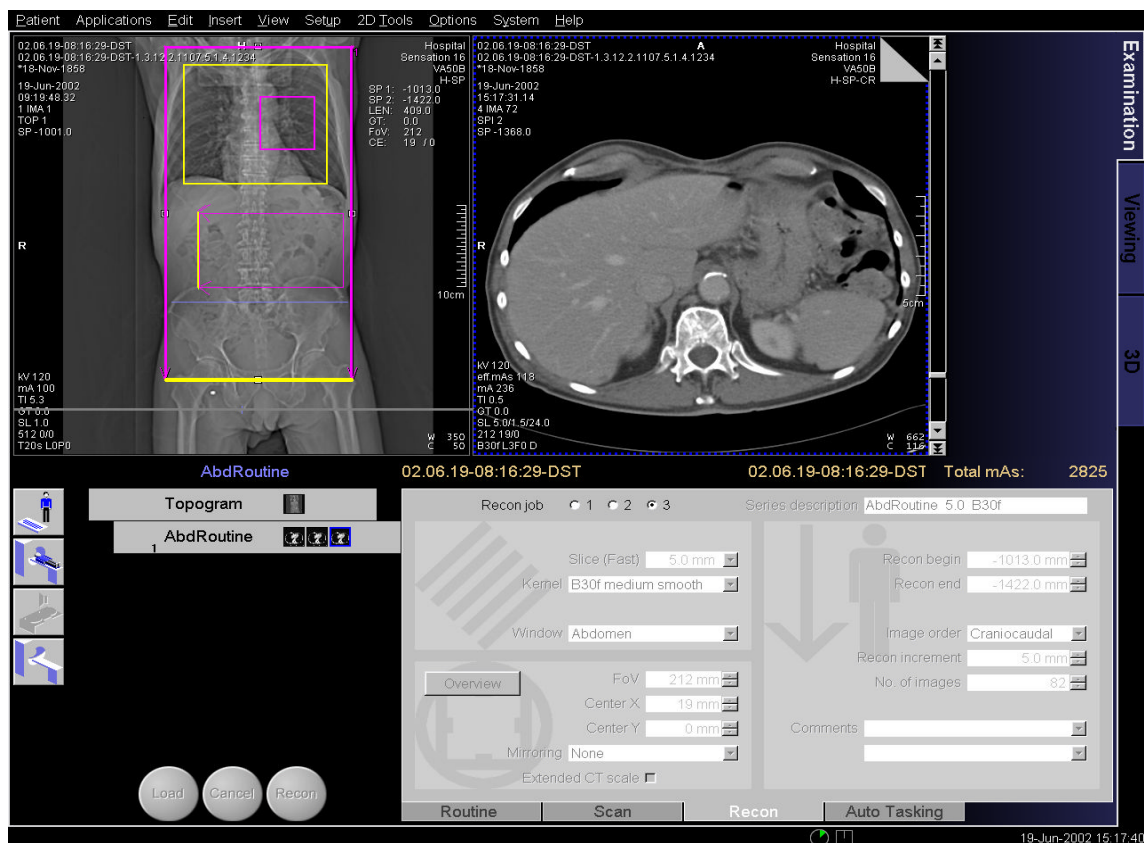 Patient Applications Edit Insert View Setup 2D Tools Options System Help
02.06.19-08:16:29-DST
H
Hospital
02.06.19-08:16:29-DST-1.3.12.2.1107.5.1.4.1234
Sensation 16
*18-Nov-1858
VA50B
H-SP
19-Jun-2002
09:19:48.32
1 IMA 1
TOP 1
SP -1001.0
SP 1: -1013.0
SP 2: -1422.0
LEN: 409.0
GT: 0.0
FoV: 212
CE: 19 / 0
R
10cm
kV 120
mA 100
TI 5.3
GT 0.0
SL 1.0
512 0/0
T20s L0P0
W 350
C 50
02.06.19-08:16:29-DST
A
Hospital
02.06.19-08:16:29-DST-1.3.12.2.1107.5.1.4.1234
Sensation 16
*18-Nov-1858
VA50B
H-SP-CR
19-Jun-2002
15:17:31.14
4 IMA 72
SPI 2
SP -1368.0
R
5cm
kV 120
eff.mAs 118
mA 236
TI 0.5
GT 0.0
SL 5.0/1.5/24.0
212 19/0
B30f L3F0 D
W 662
C 116
Examination
Viewing
3D
AbdRoutine 02.06.19-08:16:29-DST 02.06.19-08:16:29-DST Total mAs: 2825
Topogram
AbdRoutine
1
Load Cancel Recon
Recon job 1 2 3
Series description AbdRoutine 5.0 B30f
Slice (Fast) 5.0 mm
Kernel B30f medium smooth
Window Abdomen
Recon begin -1013.0 mm
Recon end -1422.0 mm
Image order Craniocaudal
Recon increment 5.0 mm
No. of images 82
Overview
FoV 212 mm
Center X 19 mm
Center Y 0 mm
Mirroring None
Extended CT scale
Comments
Routine Scan Recon Auto Tasking
19-Jun-2002 15:17:40